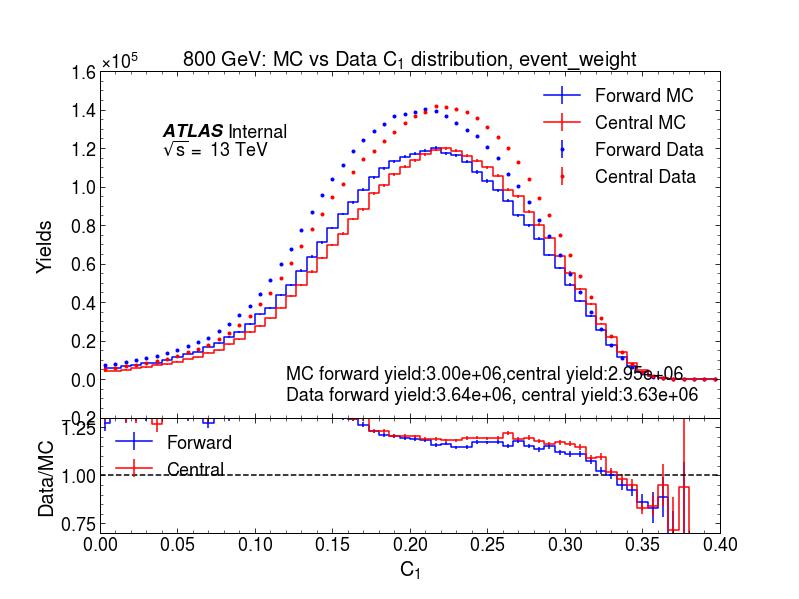 ×10⁵
800 GeV: MC vs Data C₁ distribution, event_weight
1.6
1.4
1.2
1.0
0.8
0.6
0.4
0.2
0.0
0.2
Yields
ATLAS Internal
√s = 13 TeV
Forward MC
Central MC
Forward Data
Central Data
MC forward yield:3.00e+06,central yield:2.95e+06
Data forward yield:3.64e+06, central yield:3.63e+06
1.25
1.00
0.75
Data/MC
Forward
Central
0.00 0.05 0.10 0.15 0.20 0.25 0.30 0.35 0.40
C₁